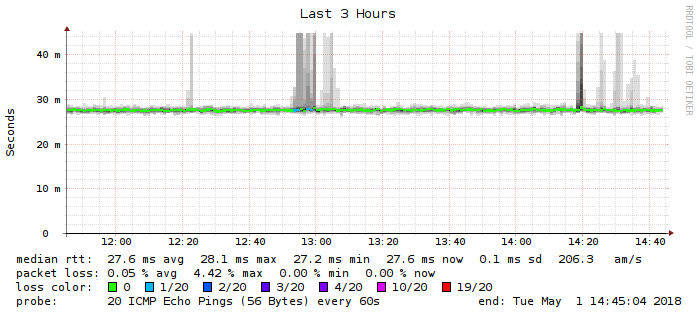 Last 3 Hours
RRDTOOL / TOBI OETIKER
Seconds
40 m
30 m
20 m
10 m
0
12:00 12:20 12:40 13:00 13:20 13:40 14:00 14:20 14:40
median rtt: 27.6 ms avg 28.1 ms max 27.2 ms min 27.6 ms now 0.1 ms sd 206.3 am/s
packet loss: 0.05 % avg 4.42 % max 0.00 % min 0.00 % now
loss color: 0 1/20 2/20 3/20 4/20 10/20 19/20
probe: 20 ICMP Echo Pings (56 Bytes) every 60s end: Tue May 1 14:45:04 2018